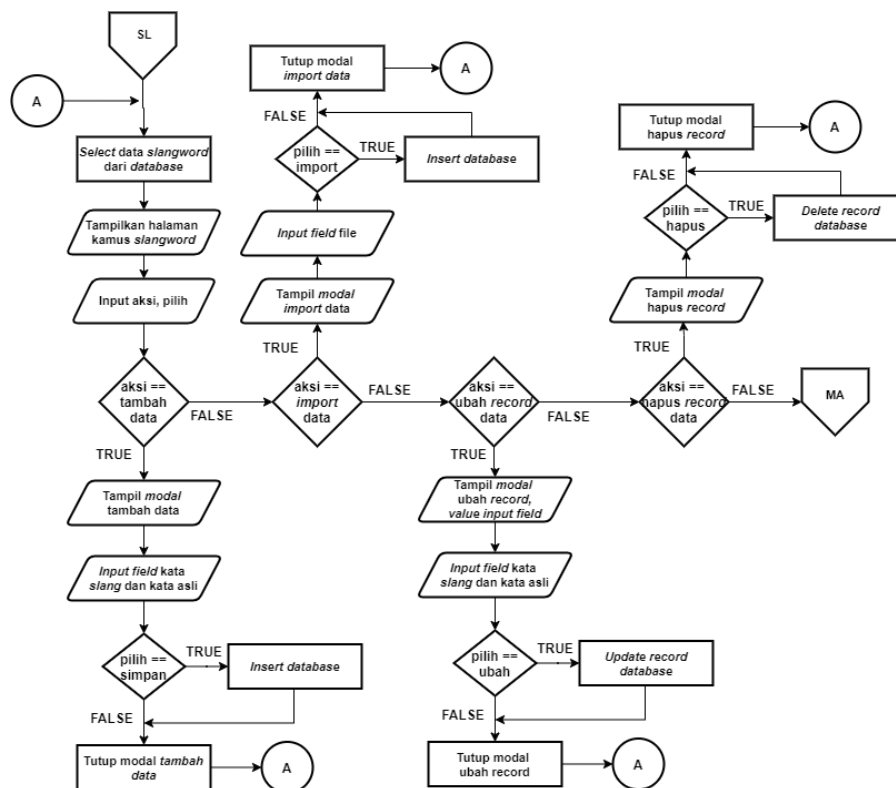 SL
A
Select data slangword
dari database
Tampilkan halaman
kamus slangword
Input aksi, pilih
aksi ==
tambah
data
FALSE
TRUE
Tampil modal
tambah data
Input field kata
slang dan kata asli
pilih ==
simpan
TRUE
Insert database
FALSE
Tutup modal tambah
data
A
Tutup modal
import data
A
FALSE
pilih ==
import
TRUE
Insert database
Input field file
Tampil modal
import data
TRUE
aksi ==
import
data
FALSE
aksi ==
ubah record
data
FALSE
TRUE
Tampil modal
ubah record,
value input field
Input field kata
slang dan kata asli
pilih ==
ubah
TRUE
Update record
database
FALSE
Tutup modal
ubah record
A
Tutup modal
hapus record
A
FALSE
pilih ==
hapus
TRUE
Delete record
database
Tampil modal
hapus record
TRUE
aksi ==
hapus record
data
FALSE
MA